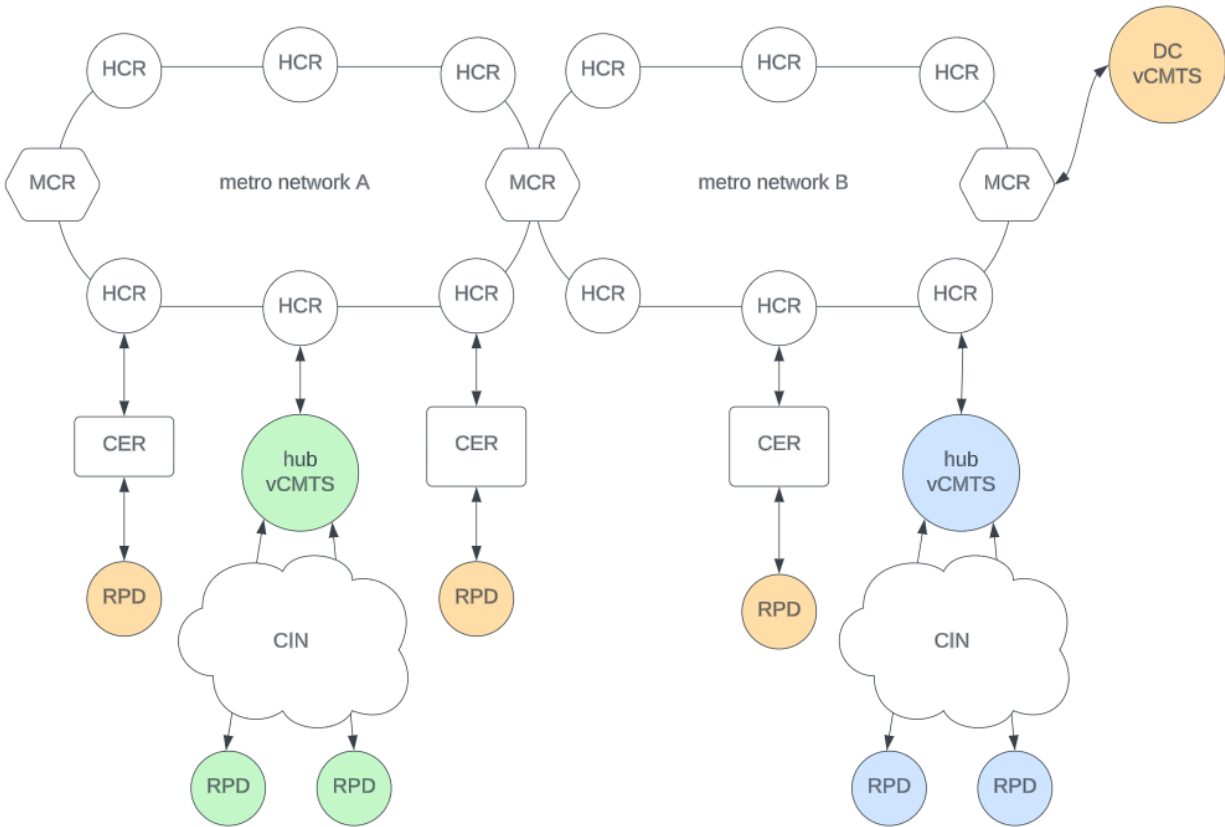 HCR
HCR
HCR
HCR
HCR
HCR
DC
vCMTS
MCR
metro network A
MCR
metro network B
MCR
HCR
HCR
HCR
HCR
HCR
HCR
CER
hub
vCMTS
CER
CER
hub
vCMTS
RPD
CIN
RPD
RPD
CIN
RPD
RPD
RPD
RPD